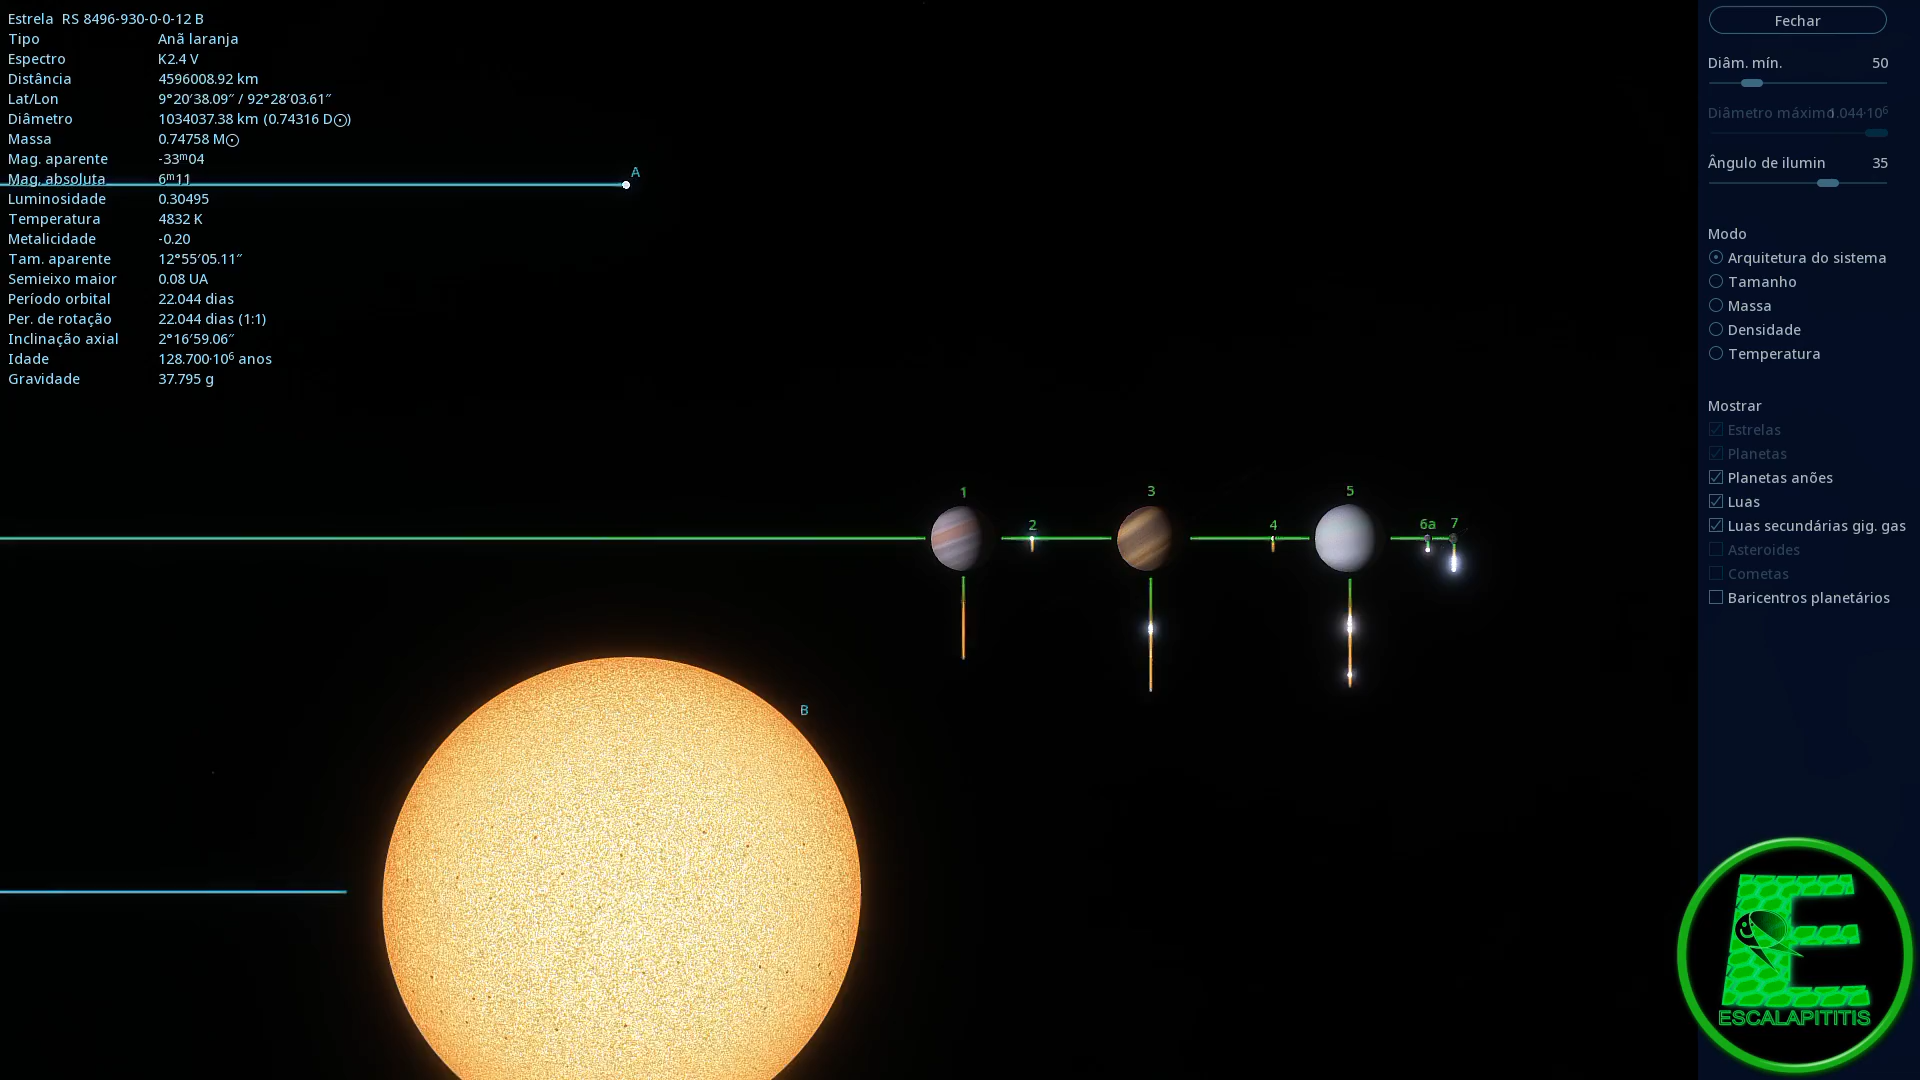 Estrela RS 8496-930-0-0-12 B
Tipo Anã laranja
Espectro K2.4 V
Distância 4596008.92 km
Lat/Lon 9°20′38.09″ / 92°28′03.61″
Diâmetro 1034037.38 km (0.74316 D☉)
Massa 0.74758 M☉
Mag. aparente -33ᵐ04
Mag. absoluta 6ᵐ11
Luminosidade 0.30495
Temperatura 4832 K
Metalicidade -0.20
Tam. aparente 12°55′05.11″
Semieixo maior 0.08 UA
Período orbital 22.044 dias
Per. de rotação 22.044 dias (1:1)
Inclinação axial 2°16′59.06″
Idade 128.700·10⁶ anos
Gravidade 37.795 g
A
1
2
3
4
5
6a
7
B
Fechar
Diâm. mín. 50
Diâmetro máximo 1.044·10⁶
Ângulo de ilumin 35
Modo
Arquitetura do sistema
Tamanho
Massa
Densidade
Temperatura
Mostrar
Estrelas
Planetas
Planetas anões
Luas
Luas secundárias gig. gas
Asteroides
Cometas
Baricentros planetários
E
ESCALAPITITIS